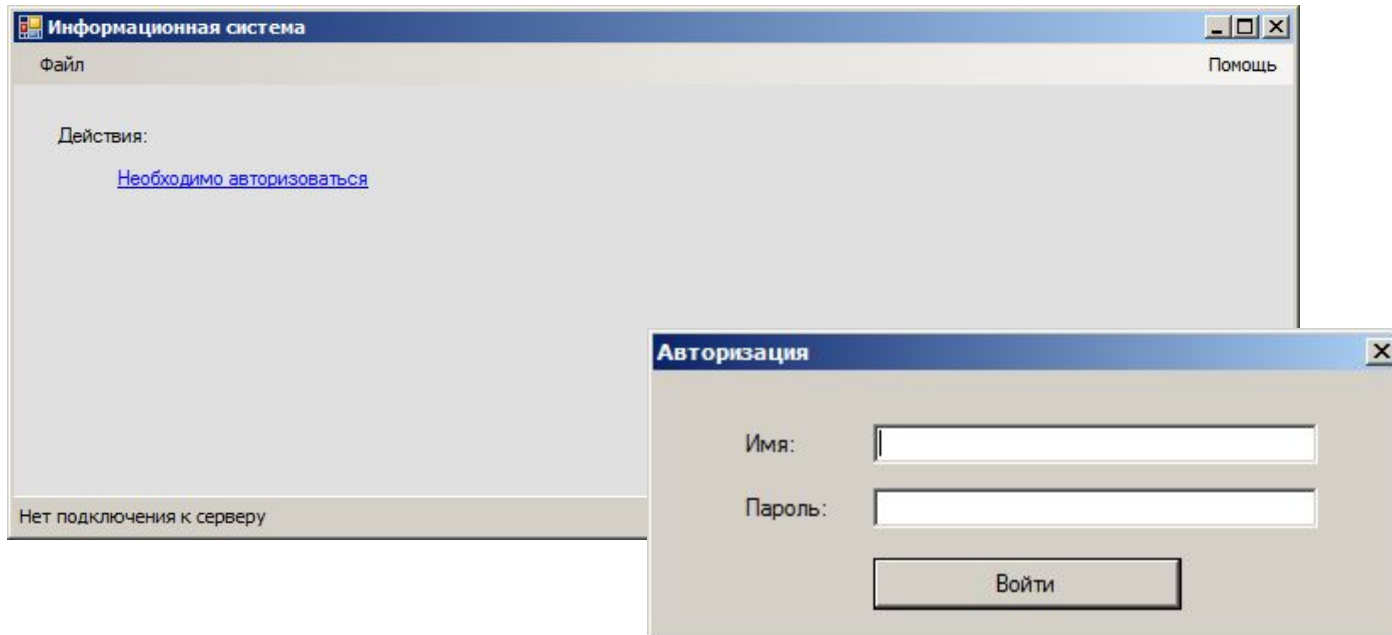 Информационная система
Файл Помощь
Действия:
Необходимо авторизоваться
Нет подключения к серверу
Авторизация
Имя:
Пароль:
Войти